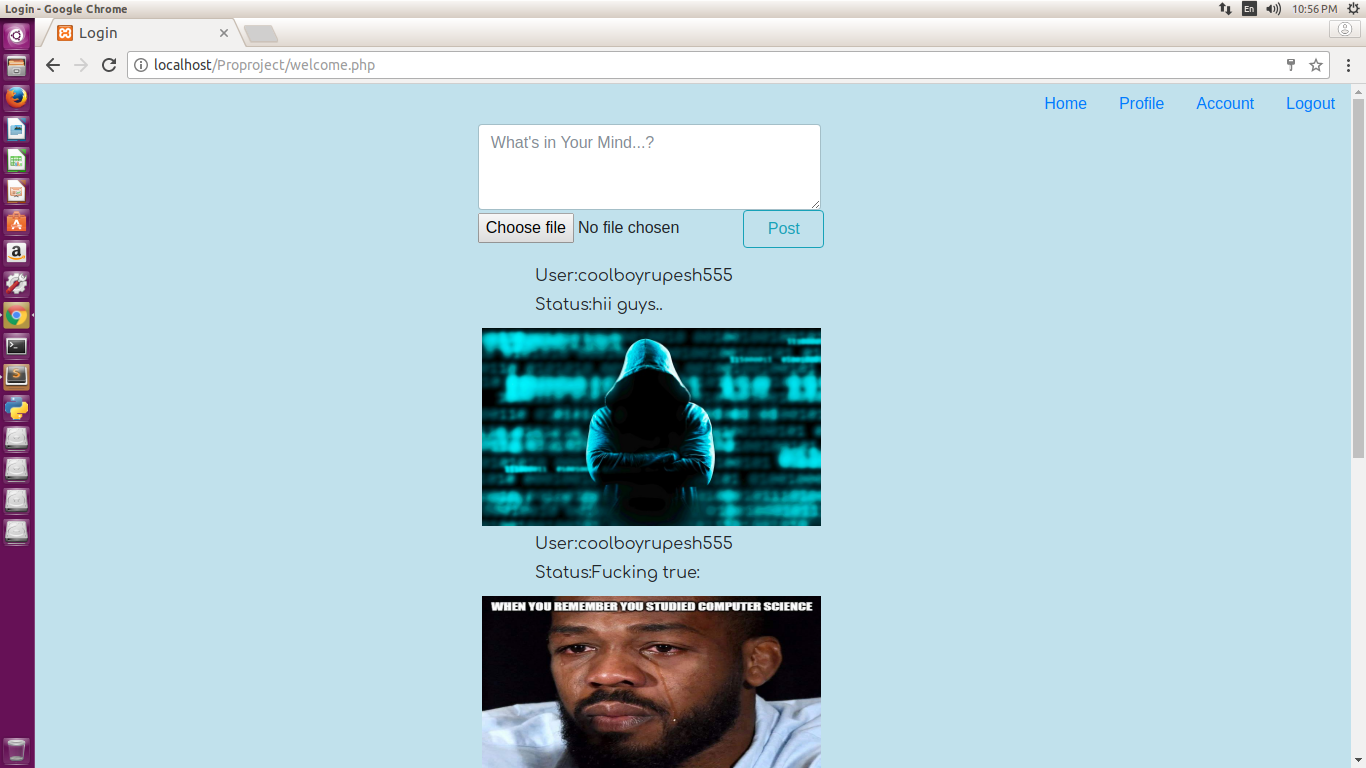 Login - Google Chrome
En
10:56 PM
Login
localhost/Proproject/welcome.php
Home Profile Account Logout
What's in Your Mind...?
Choose file No file chosen
Post
User:coolboyrupesh555
Status:hii guys..
User:coolboyrupesh555
Status:Fucking true:
WHEN YOU REMEMBER YOU STUDIED COMPUTER SCIENCE